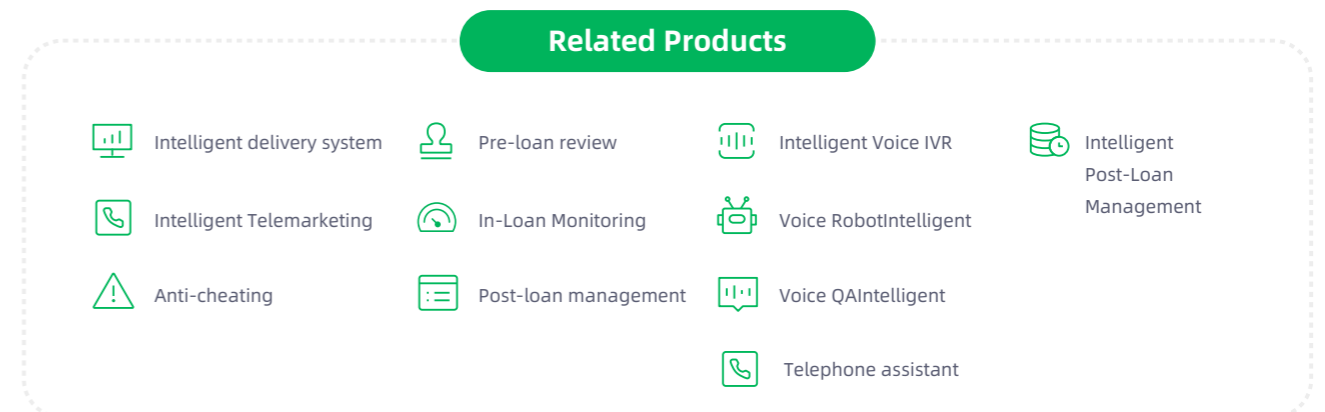 Related Products
Intelligent delivery system
Pre-loan review
Intelligent Voice IVR
Intelligent
Post-Loan
Management
Intelligent Telemarketing
In-Loan Monitoring
Voice RobotIntelligent
Anti-cheating
Post-loan management
Voice QAIntelligent
Telephone assistant